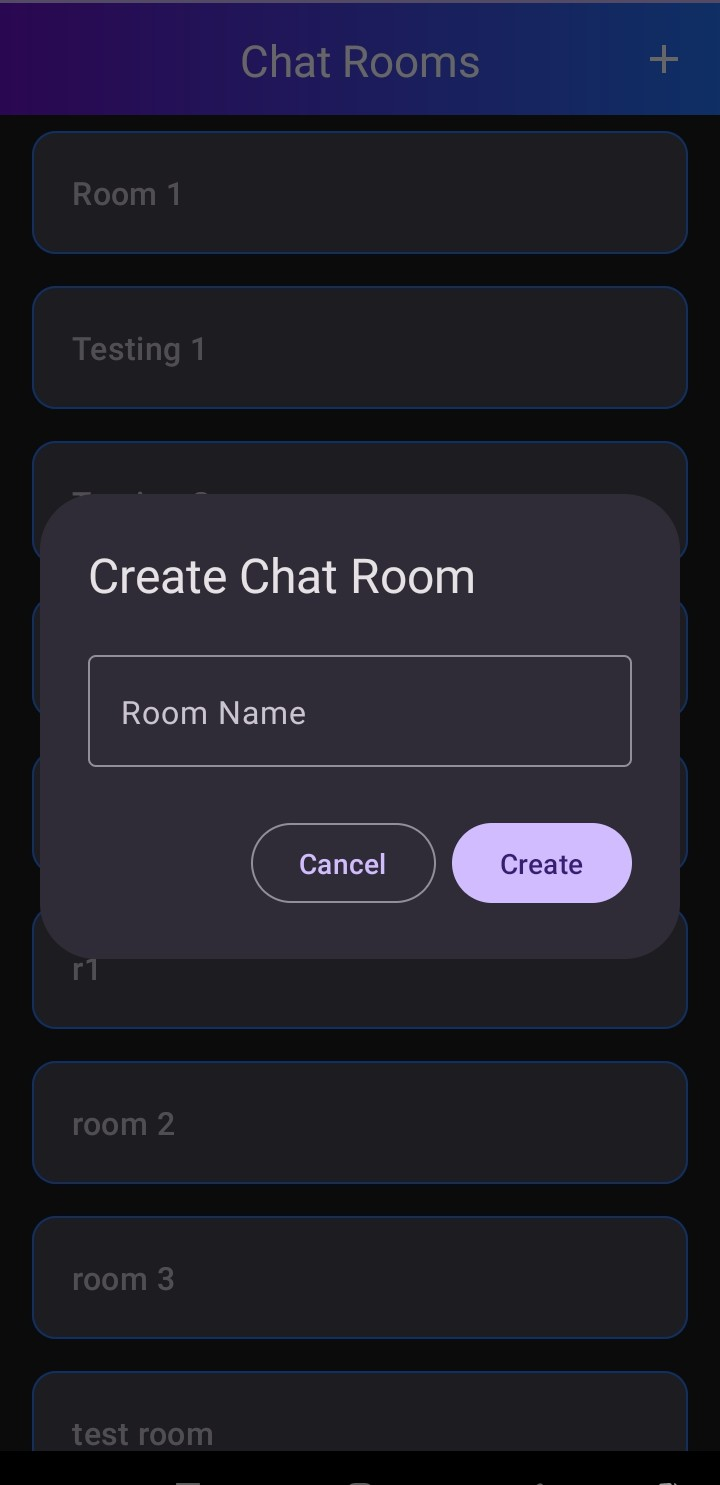 Chat Rooms
Room 1
Testing 1
Create Chat Room
Room Name
Cancel
Create
r1
room 2
room 3
test room